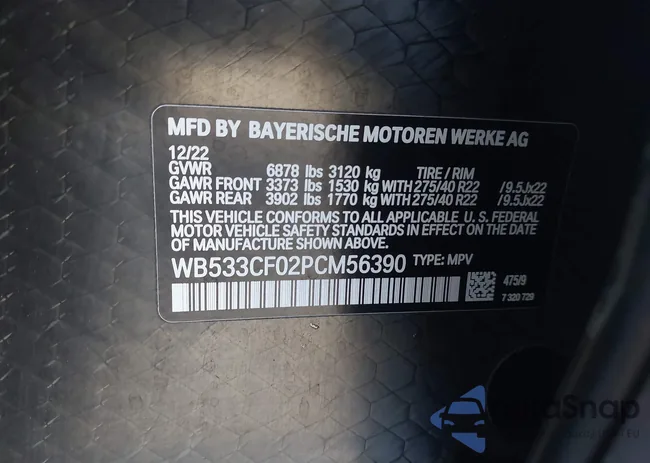 MFD BY BAYERISCHE MOTOREN WERKE AG
12/22
GVWR 6878 lbs 3120 kg TIRE / RIM
GAWR FRONT 3373 lbs 1530 kg WITH 275/40 R22 /9.5Jx22
GAWR REAR 3902 lbs 1770 kg WITH 275/40 R22 /9.5Jx22
THIS VEHICLE CONFORMS TO ALL APPLICABLE U.S. FEDERAL
MOTOR VEHICLE SAFETY STANDARDS IN EFFECT ON THE DATE
OF MANUFACTURE SHOWN ABOVE.
WB533CF02PCM56390 TYPE: MPV
475/9
7 320 729